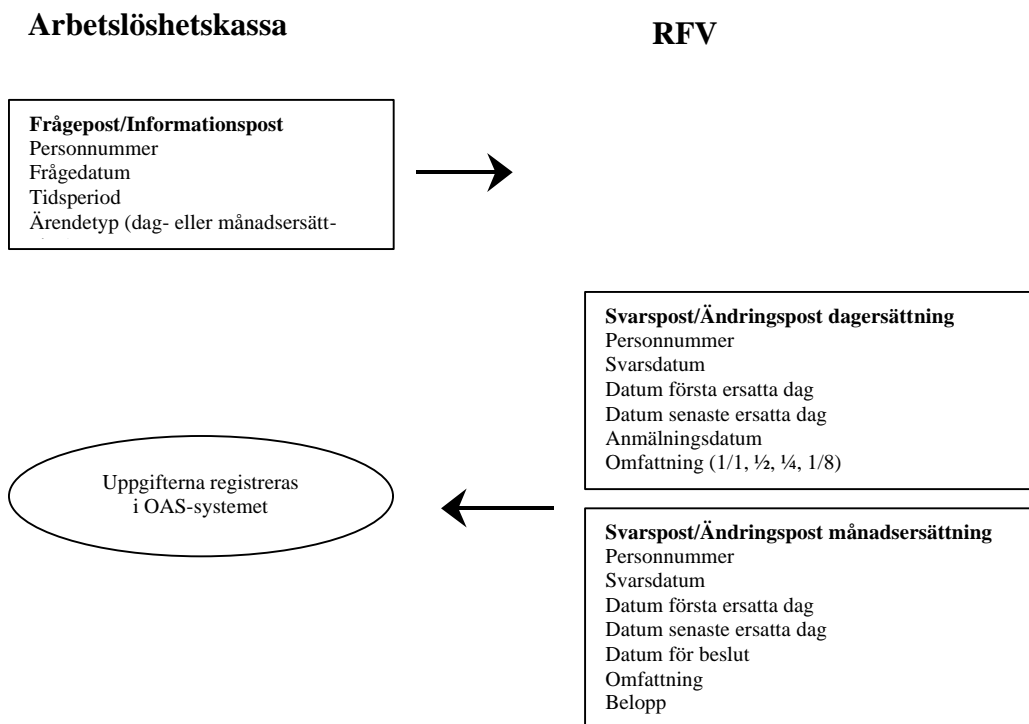 Arbetslöshetskassa
RFV
Frågepost/Informationspost
Personnummer
Frågedatum
Tidsperiod
Ärendetyp (dag- eller månadsersätt-
Svarspost/Ändringspost dagersättning
Personnummer
Svarsdatum
Datum första ersatta dag
Datum senaste ersatta dag
Anmälningsdatum
Omfattning (1/1, ½, ¼, 1/8)
Uppgifterna registreras
i OAS-systemet
Svarspost/Ändringspost månadsersättning
Personnummer
Svarsdatum
Datum första ersatta dag
Datum senaste ersatta dag
Datum för beslut
Omfattning
Belopp